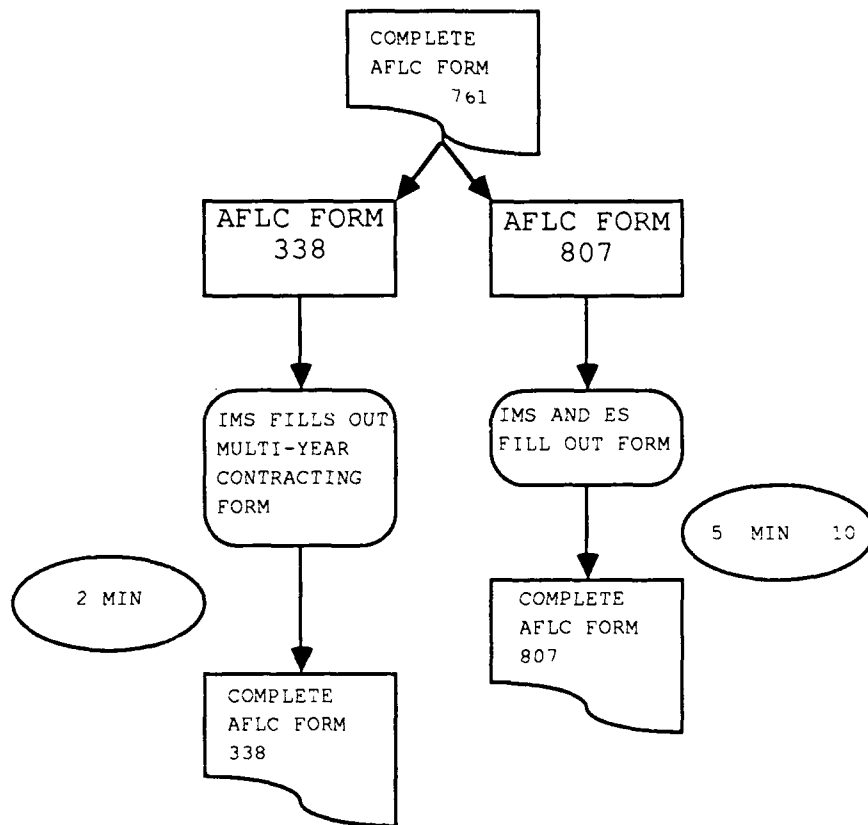 COMPLETE
AFLC FORM
761
AFLC FORM
338
AFLC FORM
807
IMS FILLS OUT
MULTI-YEAR
CONTRACTING
FORM
IMS AND ES
FILL OUT FORM
5 MIN 10
2 MIN
COMPLETE
AFLC FORM
807
COMPLETE
AFLC FORM
338